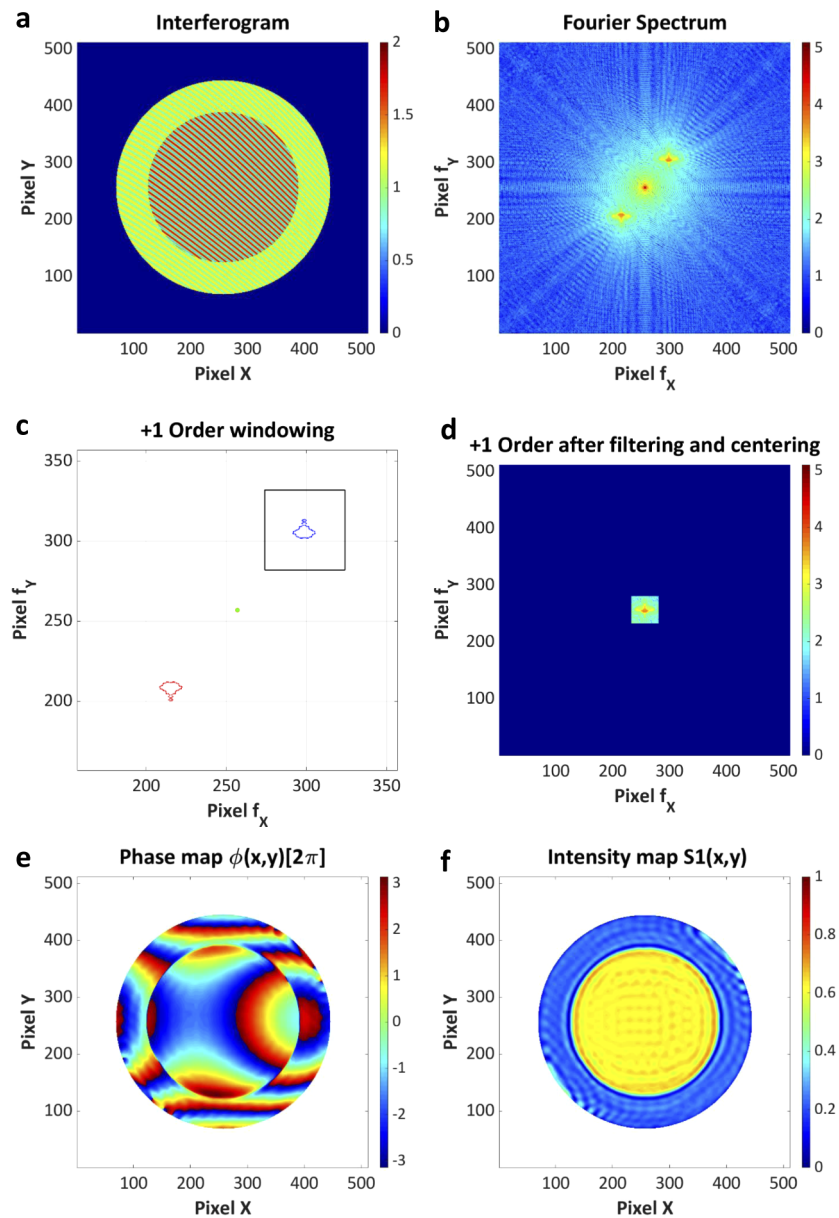 a
Interferogram
500
400
300
200
100
100 200 300 400 500
Pixel X
Pixel Y
2
1.5
1
0.5
0
b
Fourier Spectrum
500
400
300
200
100
100 200 300 400 500
Pixel f_X
Pixel f_Y
5
4
3
2
1
0
c
+1 Order windowing
350
300
250
200
200 250 300 350
Pixel f_X
Pixel f_Y
d
+1 Order after filtering and centering
500
400
300
200
100
100 200 300 400 500
Pixel f_X
Pixel f_Y
5
4
3
2
1
0
e
Phase map ϕ(x,y)[2π]
500
400
300
200
100
100 200 300 400 500
Pixel X
Pixel Y
3
2
1
0
-1
-2
-3
f
Intensity map S1(x,y)
500
400
300
200
100
100 200 300 400 500
Pixel X
Pixel Y
1
0.8
0.6
0.4
0.2
0